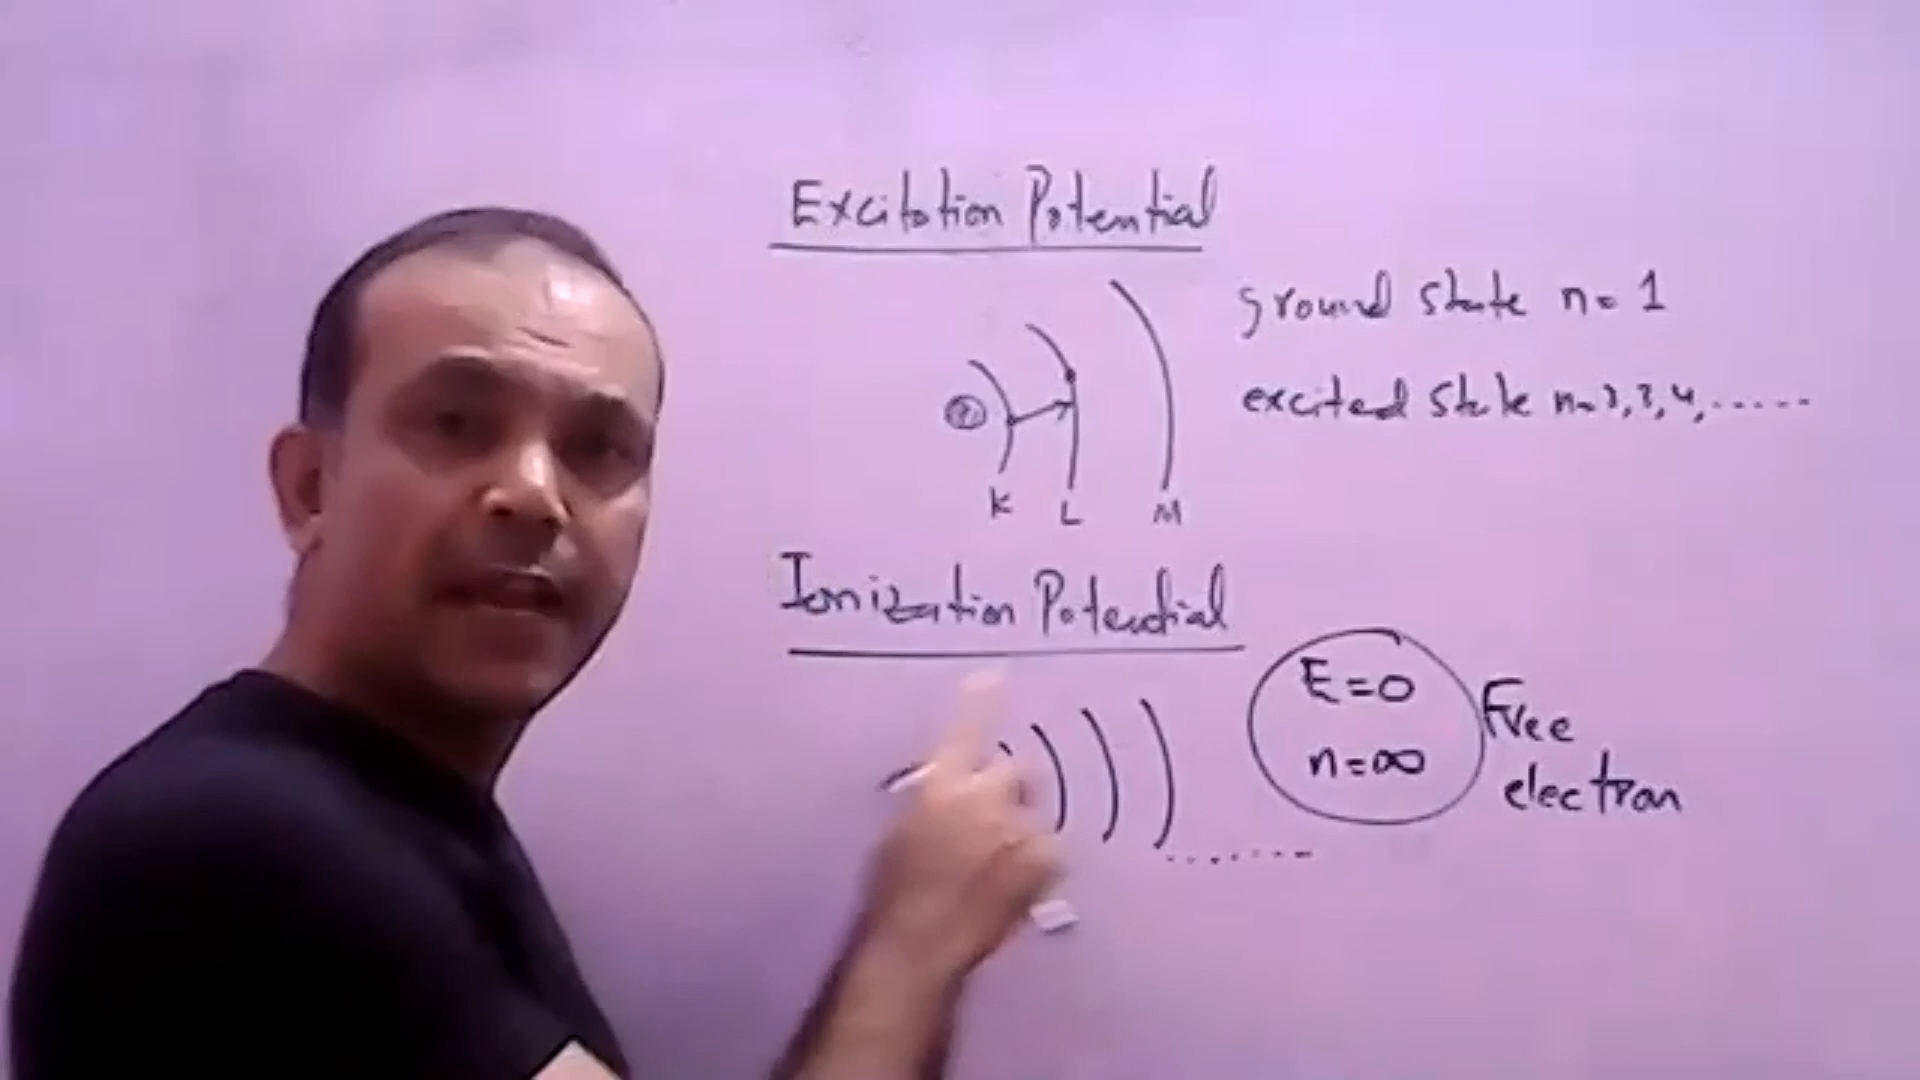 Excitation Potential
ground state n = 1
excited state n = 2, 3, 4, ......
K L M
Ionization Potential
E = 0
n = ∞
Free
electron